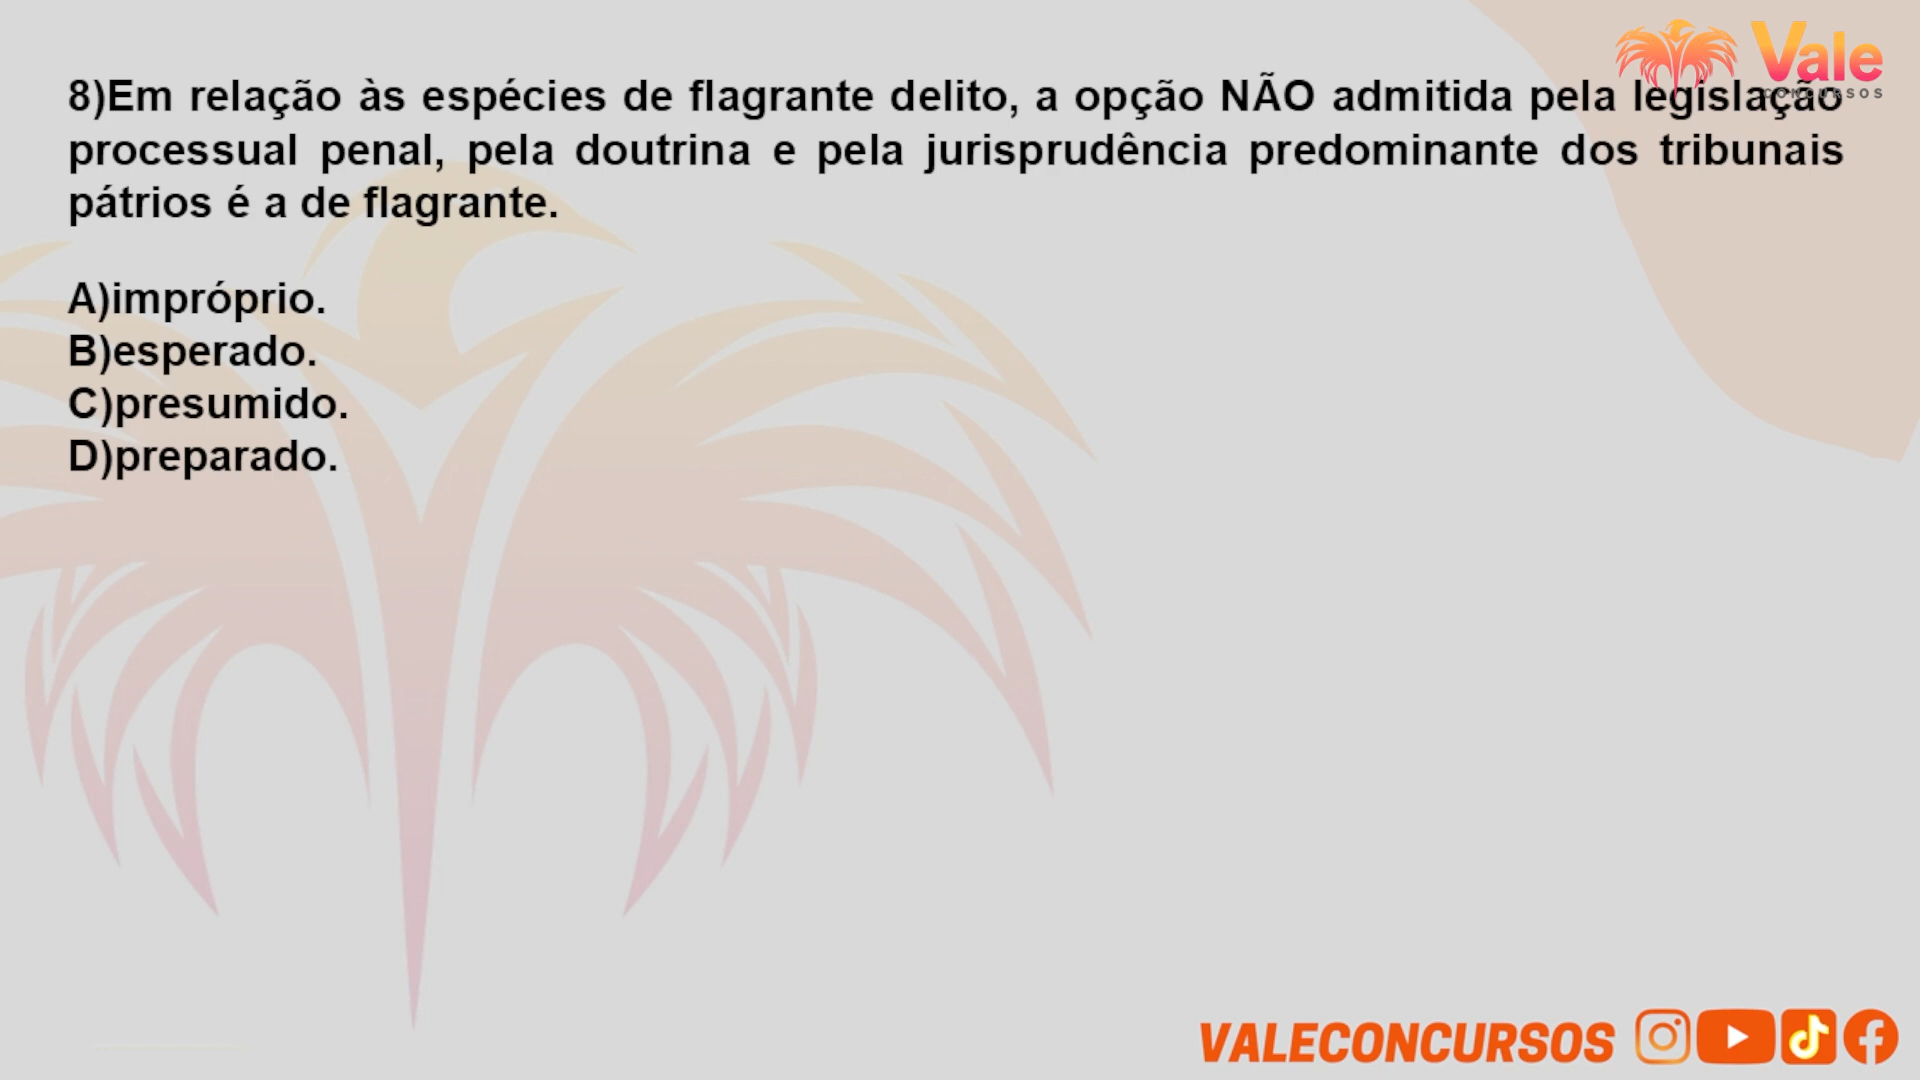 Vale
CONCURSOS
8)Em relação às espécies de flagrante delito, a opção NÃO admitida pela legislação
processual penal, pela doutrina e pela jurisprudência predominante dos tribunais
pátrios é a de flagrante.
A)impróprio.
B)esperado.
C)presumido.
D)preparado.
VALECONCURSOS